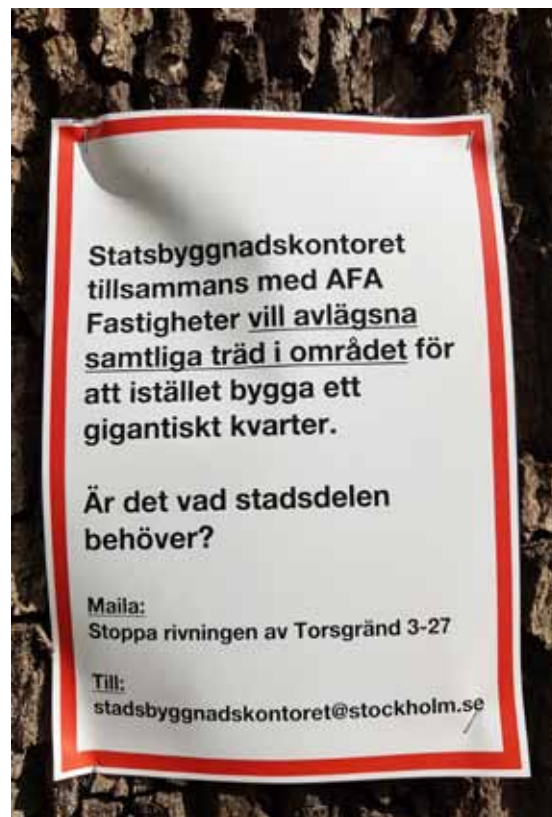 Statsbyggnadskontoret
tillsammans med AFA
Fastigheter vill avlägsna
samtliga träd i området för
att istället bygga ett
gigantiskt kvarter.
Är det vad stadsdelen
behöver?
Maila:
Stoppa rivningen av Torsgränd 3-27
Till:
stadsbyggnadskontoret@stockholm.se